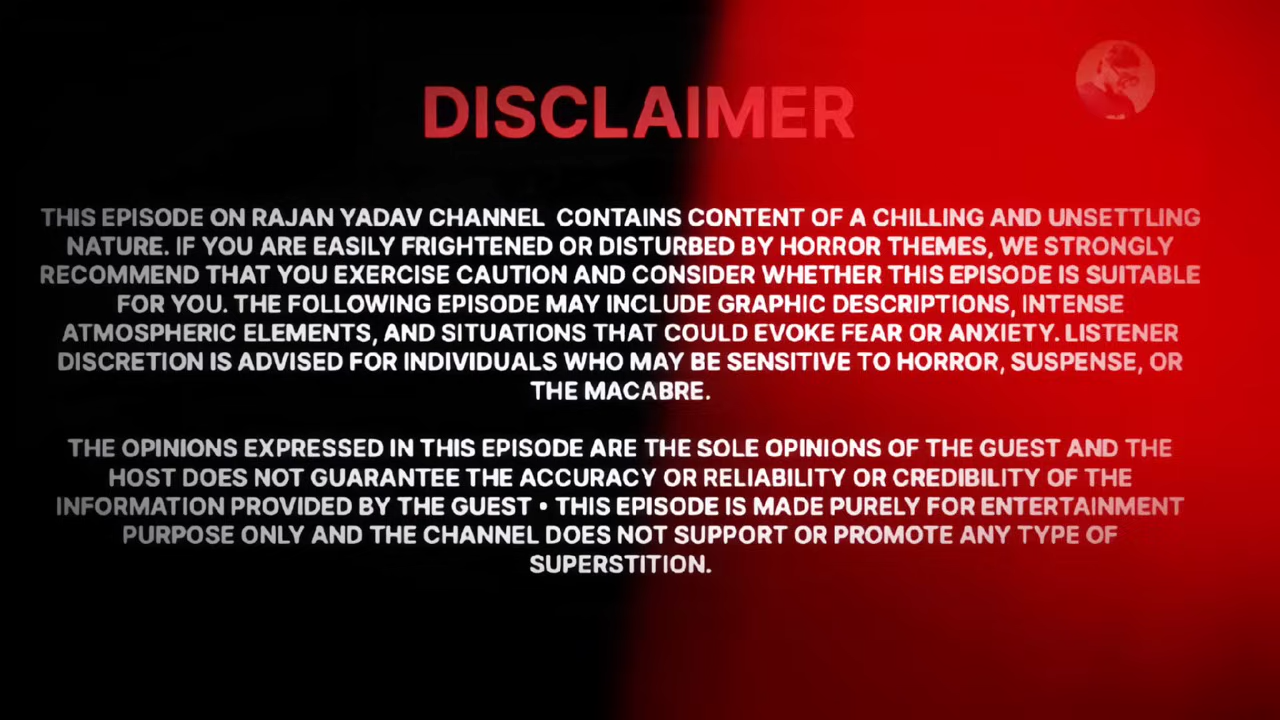 DISCLAIMER
THIS EPISODE ON RAJAN YADAV CHANNEL CONTAINS CONTENT OF A CHILLING AND UNSETTLING
NATURE. IF YOU ARE EASILY FRIGHTENED OR DISTURBED BY HORROR THEMES, WE STRONGLY
RECOMMEND THAT YOU EXERCISE CAUTION AND CONSIDER WHETHER THIS EPISODE IS SUITABLE
FOR YOU. THE FOLLOWING EPISODE MAY INCLUDE GRAPHIC DESCRIPTIONS, INTENSE
ATMOSPHERIC ELEMENTS, AND SITUATIONS THAT COULD EVOKE FEAR OR ANXIETY. LISTENER
DISCRETION IS ADVISED FOR INDIVIDUALS WHO MAY BE SENSITIVE TO HORROR, SUSPENSE, OR
THE MACABRE.
THE OPINIONS EXPRESSED IN THIS EPISODE ARE THE SOLE OPINIONS OF THE GUEST AND THE
HOST DOES NOT GUARANTEE THE ACCURACY OR RELIABILITY OR CREDIBILITY OF THE
INFORMATION PROVIDED BY THE GUEST • THIS EPISODE IS MADE PURELY FOR ENTERTAINMENT
PURPOSE ONLY AND THE CHANNEL DOES NOT SUPPORT OR PROMOTE ANY TYPE OF
SUPERSTITION.